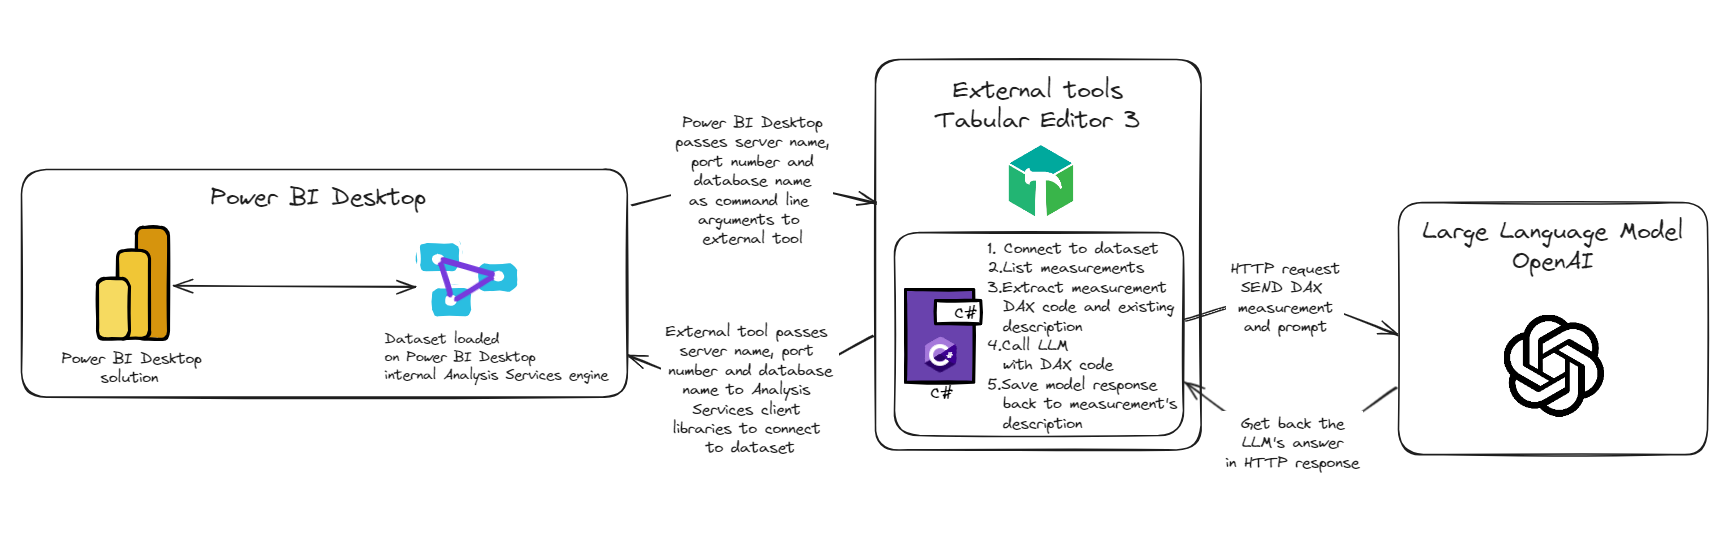 Power BI Desktop
Power BI Desktop
solution
Dataset loaded
on Power BI Desktop
internal Analysis Services engine
Power BI Desktop
passes server name,
port number and
database name
as command line
arguments to
external tool
External tool passes
server name, port
number and database
name to Analysis
Services client
libraries to connect
to dataset
External tools
Tabular Editor 3
C#
C#
C#
1. Connect to dataset
2.List measurements
3.Extract measurement
DAX code and existing
description
4.Call LLM
with DAX code
5.Save model response
back to measurement's
description
HTTP request
SEND DAX
measurement
and prompt
Get back the
LLM's answer
in HTTP response
Large Language Model
OpenAI